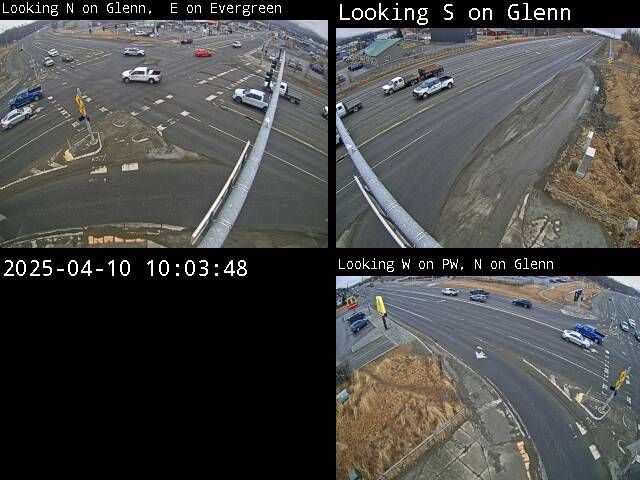 Looking N on Glenn,  E on Evergreen
Looking S on Glenn
2025-04-10 10:03:48
Looking W on PW, N on Glenn